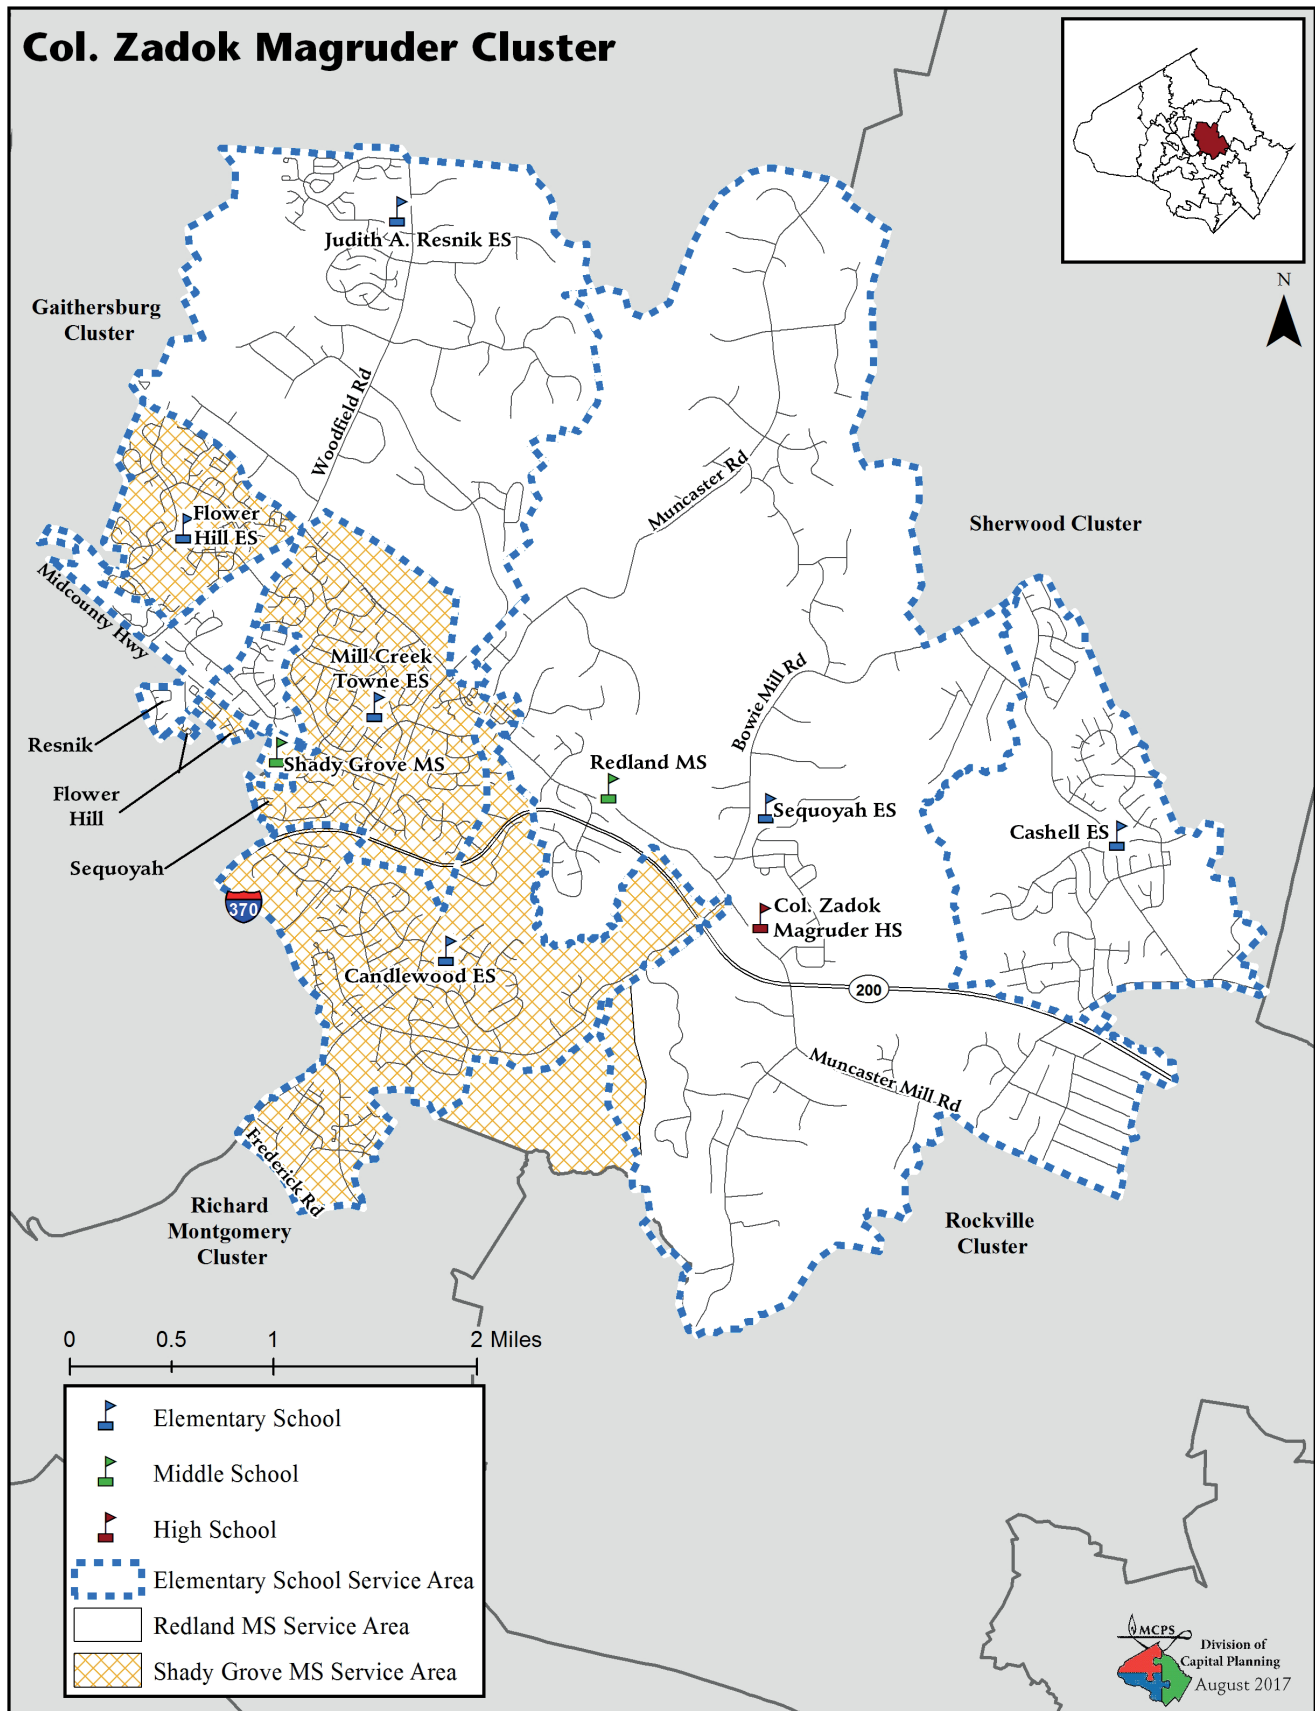 Col. Zadok Magruder Cluster
N
Judith A. Resnik ES
Gaithersburg
Cluster
Woodfield Rd
Muncaster Rd
Flower
Hill ES
Sherwood Cluster
Midcounty Hwy
Mill Creek
Towne ES
Bowie Mill Rd
Resnik
Shady Grove MS
Redland MS
Flower
Hill
Sequoyah ES
Cashell ES
Sequoyah
370
Col. Zadok
Magruder HS
Candlewood ES
200
Muncaster Mill Rd
Frederick Rd
Richard
Montgomery
Cluster
Rockville
Cluster
0 0.5 1 2 Miles
Elementary School
Middle School
High School
Elementary School Service Area
Redland MS Service Area
Shady Grove MS Service Area
MCPS
Division of
Capital Planning
August 2017